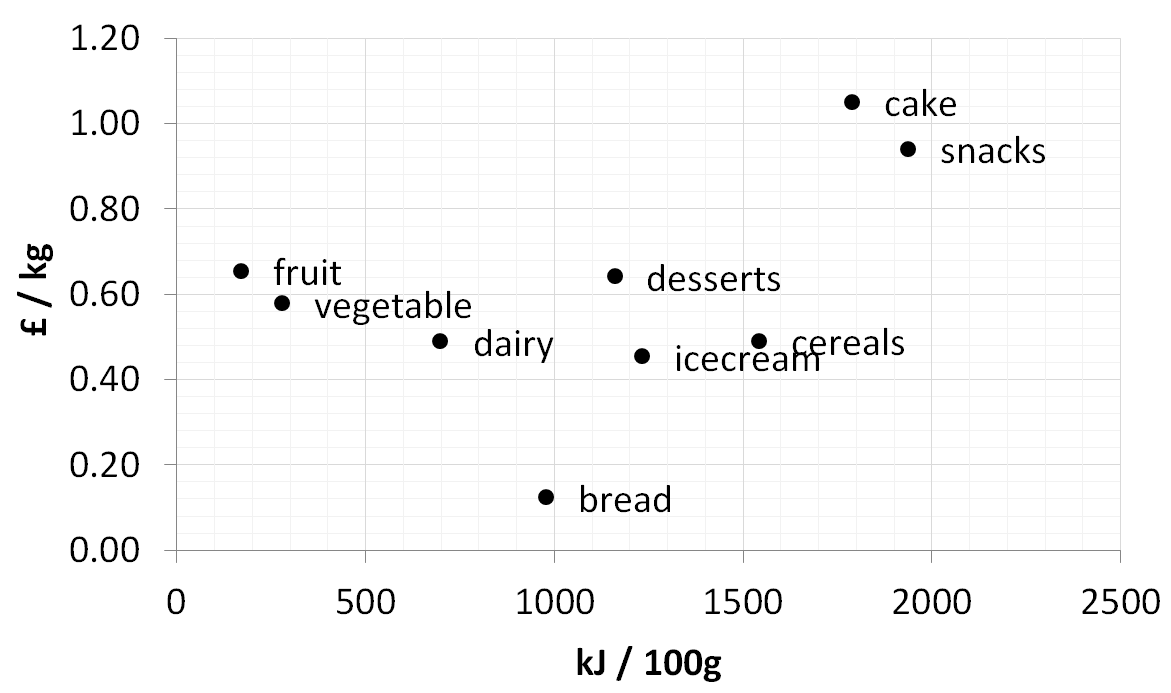 1.20
1.00
0.80
0.60
0.40
0.20
0.00
£ / kg
cake
snacks
fruit
vegetable
desserts
dairy
icecream
cereals
bread
0 500 1000 1500 2000 2500
kJ / 100g